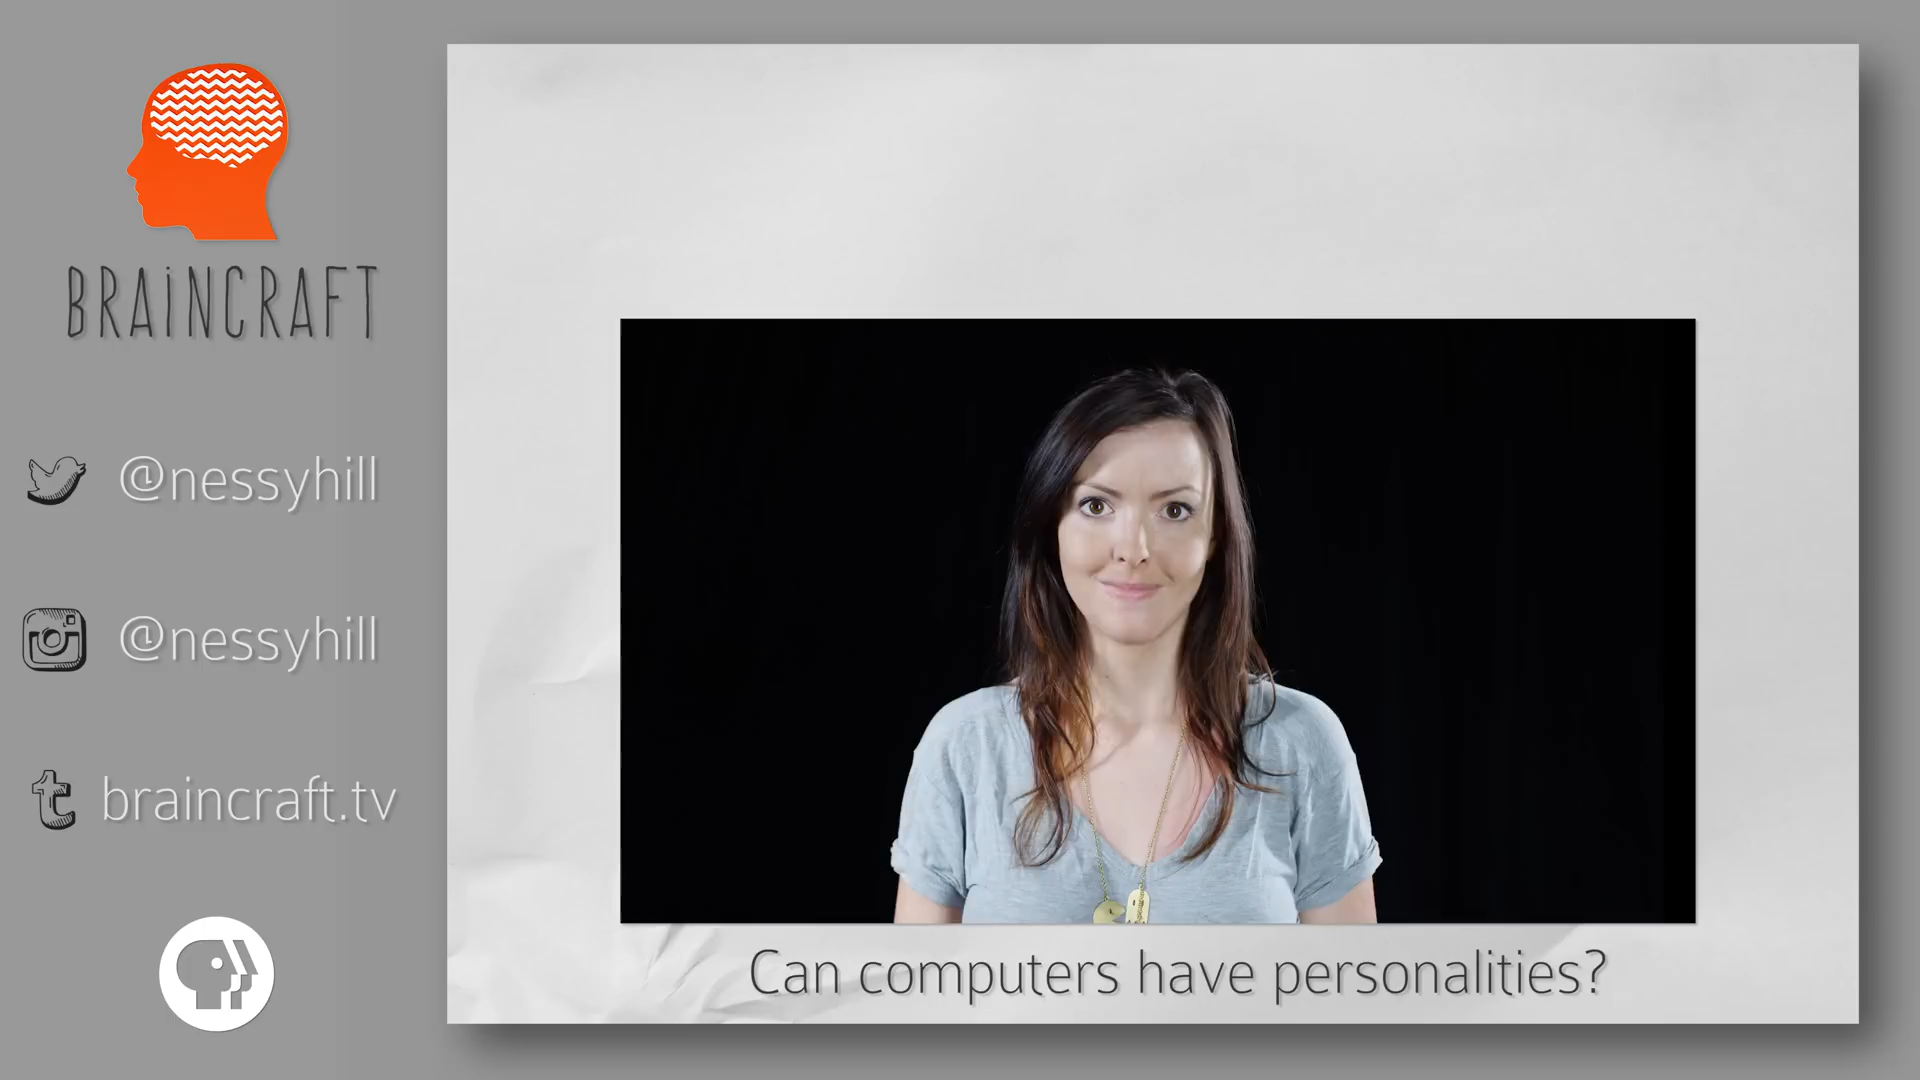 BRAINCRAFT
@nessyhill
@nessyhill
braincraft.tv
Can computers have personalities?